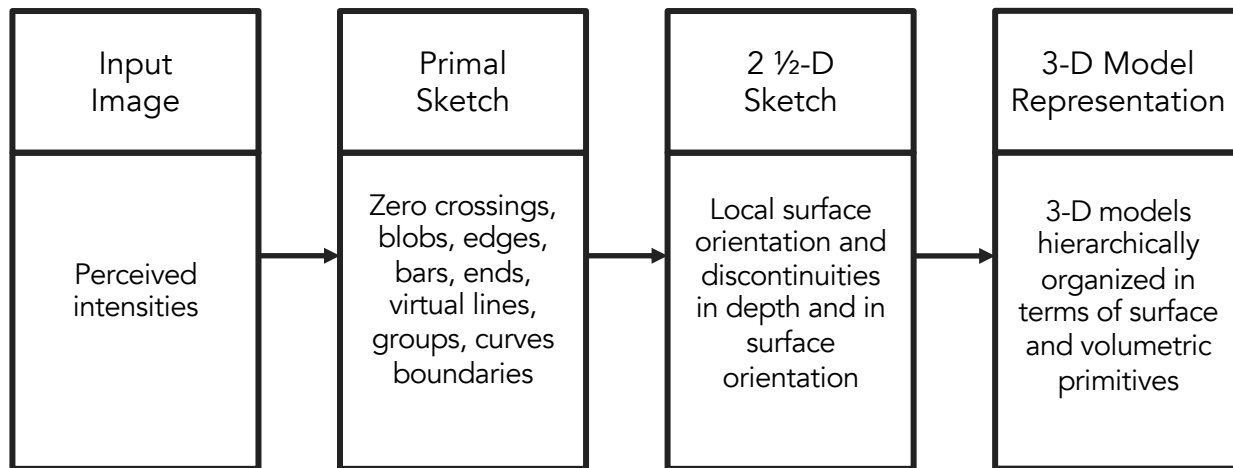 Input
Image
Perceived
intensities
Primal
Sketch
Zero crossings,
blobs, edges,
bars, ends,
virtual lines,
groups, curves
boundaries
2 ½-D
Sketch
Local surface
orientation and
discontinuities
in depth and in
surface
orientation
3-D Model
Representation
3-D models
hierarchically
organized in
terms of surface
and volumetric
primitives